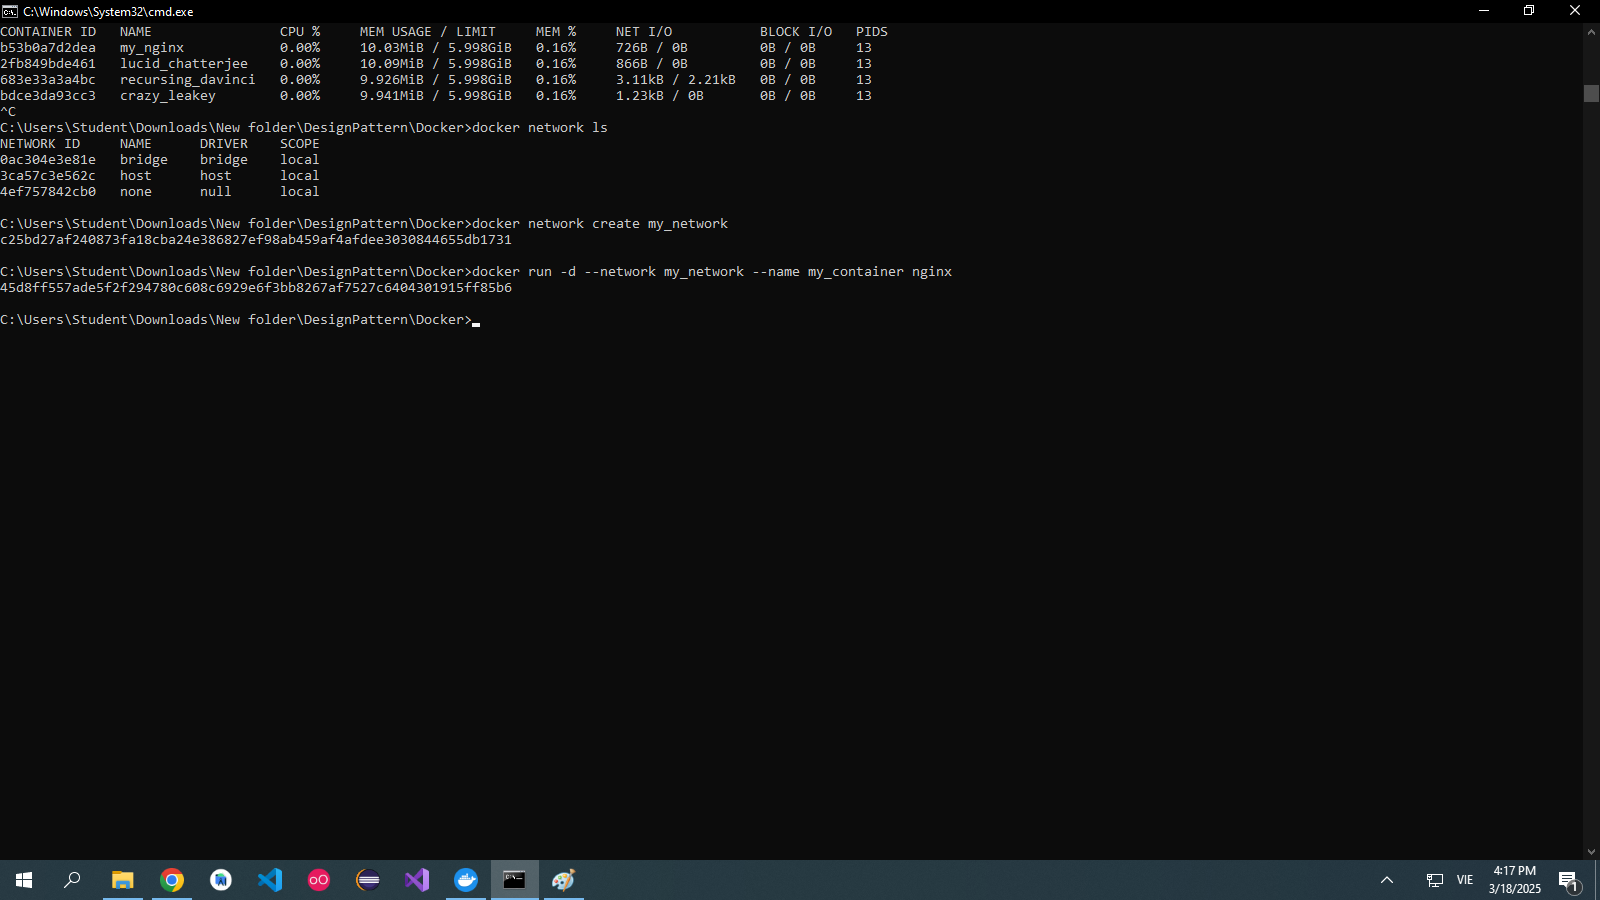 C:\Windows\System32\cmd.exe
CONTAINER ID   NAME                CPU %     MEM USAGE / LIMIT     MEM %     NET I/O           BLOCK I/O   PIDS
b53b0a7d2dea   my_nginx            0.00%     10.03MiB / 5.998GiB   0.16%     726B / 0B         0B / 0B     13
2fb849bde461   lucid_chatterjee    0.00%     10.09MiB / 5.998GiB   0.16%     866B / 0B         0B / 0B     13
683e33a3a4bc   recursing_davinci   0.00%     9.926MiB / 5.998GiB   0.16%     3.11kB / 2.21kB   0B / 0B     13
bdce3da93cc3   crazy_leakey        0.00%     9.941MiB / 5.998GiB   0.16%     1.23kB / 0B       0B / 0B     13
^C
C:\Users\Student\Downloads\New folder\DesignPattern\Docker>docker network ls
NETWORK ID     NAME      DRIVER    SCOPE
0ac304e3e81e   bridge    bridge    local
3ca57c3e562c   host      host      local
4ef757842cb0   none      null      local
C:\Users\Student\Downloads\New folder\DesignPattern\Docker>docker network create my_network
c25bd27af240873fa18cba24e386827ef98ab459af4afdee3030844655db1731
C:\Users\Student\Downloads\New folder\DesignPattern\Docker>docker run -d --network my_network --name my_container nginx
45d8ff557ade5f2f294780c608c6929e6f3bb8267af7527c6404301915ff85b6
C:\Users\Student\Downloads\New folder\DesignPattern\Docker>
VIE
4:17 PM
3/18/2025
1